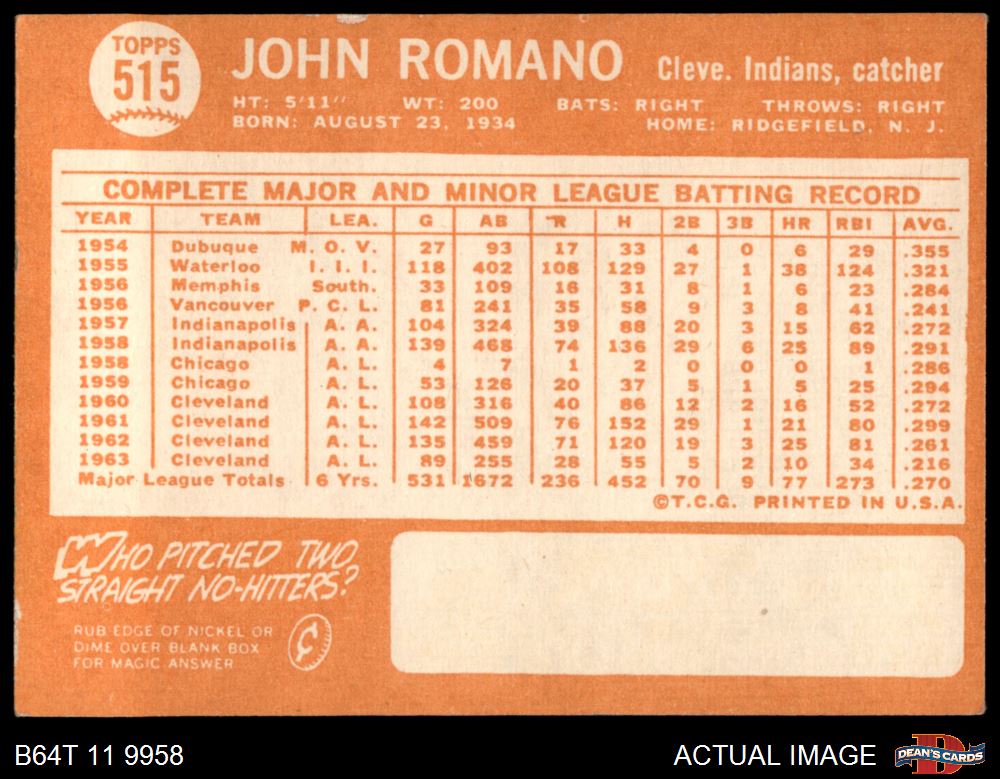 TOPPS
515
JOHN ROMANO Cleve. Indians, catcher
HT: 5'11" WT: 200 BATS: RIGHT THROWS: RIGHT
BORN: AUGUST 23, 1934 HOME: RIDGEFIELD, N. J.
COMPLETE MAJOR AND MINOR LEAGUE BATTING RECORD
YEAR TEAM LEA. G AB R H 2B 3B HR RBI AVG.
1954 Dubuque M. O. V. 27 93 17 33 4 0 6 29 .355
1955 Waterloo I. I. I. 118 402 108 129 27 1 38 124 .321
1956 Memphis South. 33 109 16 31 8 1 6 23 .284
1956 Vancouver P. C. L. 81 241 35 58 9 3 8 41 .241
1957 Indianapolis A. A. 104 324 39 88 20 3 15 62 .272
1958 Indianapolis A. A. 139 468 74 136 29 6 25 89 .291
1958 Chicago A. L. 4 7 1 2 0 0 0 1 .286
1959 Chicago A. L. 53 126 20 37 5 1 5 25 .294
1960 Cleveland A. L. 108 316 40 86 12 2 16 52 .272
1961 Cleveland A. L. 142 509 76 152 29 1 21 80 .299
1962 Cleveland A. L. 135 459 71 120 19 3 25 81 .261
1963 Cleveland A. L. 89 255 28 55 5 2 10 34 .216
Major League Totals 6 Yrs. 531 1672 236 452 70 9 77 273 .270
©T.C.G. PRINTED IN U.S.A.
WHO PITCHED TWO
STRAIGHT NO-HITTERS?
RUB EDGE OF NICKEL OR
DIME OVER BLANK BOX
FOR MAGIC ANSWER
¢
B64T 11 9958 ACTUAL IMAGE
D
DEAN'S CARDS